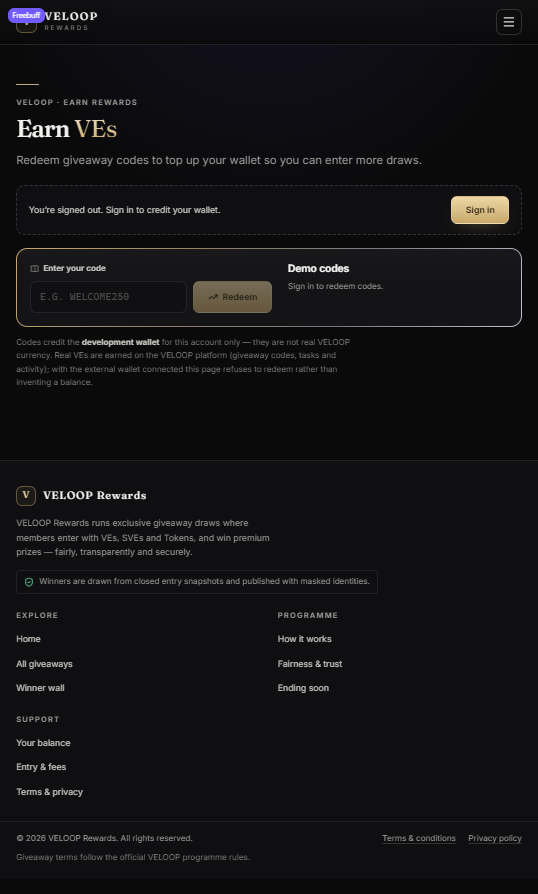 Freebuff
VELOOP
REWARDS
VELOOP · EARN REWARDS
Earn VEs
Redeem giveaway codes to top up your wallet so you can enter more draws.
You're signed out. Sign in to credit your wallet.
Sign in
Enter your code
E.G. WELCOME250
Redeem
Demo codes
Sign in to redeem codes.
Codes credit the development wallet for this account only — they are not real VELOOP
currency. Real VEs are earned on the VELOOP platform (giveaway codes, tasks and
activity); with the external wallet connected this page refuses to redeem rather than
inventing a balance.
V
VELOOP Rewards
VELOOP Rewards runs exclusive giveaway draws where
members enter with VEs, SVEs and Tokens, and win premium
prizes — fairly, transparently and securely.
Winners are drawn from closed entry snapshots and published with masked identities.
EXPLORE
Home
All giveaways
Winner wall
PROGRAMME
How it works
Fairness & trust
Ending soon
SUPPORT
Your balance
Entry & fees
Terms & privacy
© 2026 VELOOP Rewards. All rights reserved.
Terms & conditions
Privacy policy
Giveaway terms follow the official VELOOP programme rules.